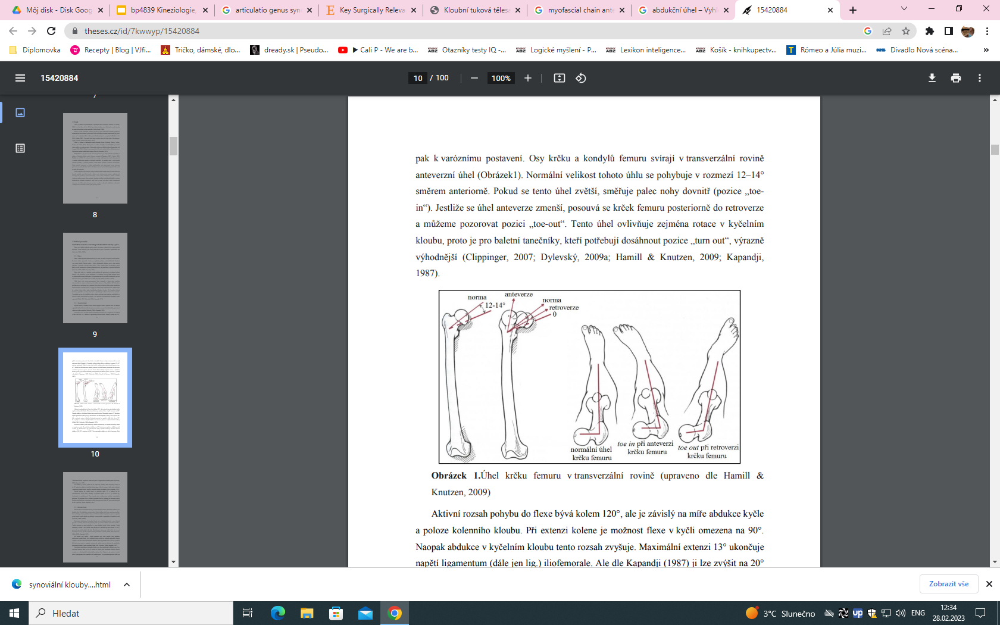 Môj disk - Disk Goog
bp4839 Kineziologie,
articulatio genus syn
Key Surgically Releva
Kloubní tuková těles
myofascial chain ante
abdukční úhel – Vyhl
15420884
theses.cz/id/7kwwyp/15420884
Diplomovka
Recepty | Blog | VJfi...
Tričko, dámské, dlo...
dready.sk | Pseudo...
▶ Cali P - We are b...
Otazníky testy IQ -...
Logické myšlení - P...
Lexikon inteligence...
Košík - knihkupectv...
Rómeo a Júlia muzi...
Divadlo Nová scéna...
»
15420884
10 / 100
100%
7
8
9
10
pak k varóznímu postavení. Osy krčku a kondylů femuru svírají v transverzální rovině
anteverzní úhel (Obrázek1). Normální velikost tohoto úhlu se pohybuje v rozmezí 12–14°
směrem anteriorně. Pokud se tento úhel zvětší, směřuje palec nohy dovnitř (pozice „toe-
in“). Jestliže se úhel anteverze zmenší, posouvá se krček femuru posteriorně do retroverze
a můžeme pozorovat pozici „toe-out“. Tento úhel ovlivňuje zejména rotace v kyčelním
kloubu, proto je pro baletní tanečníky, kteří potřebují dosáhnout pozice „turn out“, výrazně
výhodnější (Clippinger, 2007; Dylevský, 2009a; Hamill & Knutzen, 2009; Kapandji,
1987).
norma
12-14°
anteverze
norma
retroverze
0
normální úhel
krčku femuru
toe in při anteverzi
krčku femuru
toe out při retroverzi
krčku femuru
Obrázek 1.Úhel krčku femuru v transverzální rovině (upraveno dle Hamill &
Knutzen, 2009)
Aktivní rozsah pohybu do flexe bývá kolem 120°, ale je závislý na míře abdukce kyčle
a poloze kolenního kloubu. Při extenzi kolene je možnost flexe v kyčli omezena na 90°.
Naopak abdukce v kyčelním kloubu tento rozsah zvyšuje. Maximální extenzi 13° ukončuje
napětí ligamentum (dále jen lig.) iliofemorale. Ale dle Kapandji (1987) ji lze zvýšit na 20°
synoviální klouby....html
Zobrazit vše
Hledat
3°C Slunečno
up
ENG
12:34
28.02.2023